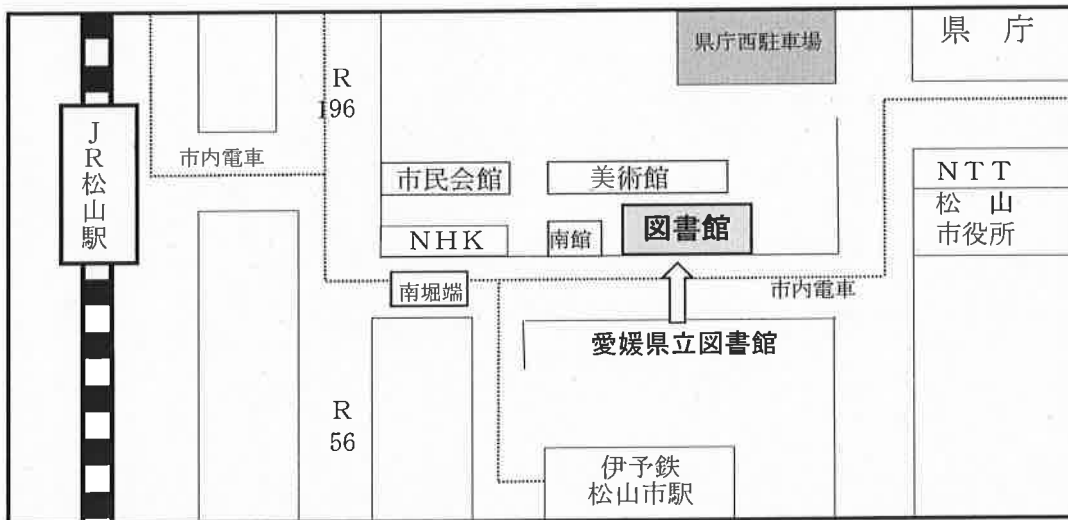 県 庁
県庁西駐車場
R
196
JR松山駅
市内電車
市民会館
美術館
NTT
松 山
市役所
NHK
南館
図書館
南堀端
市内電車
愛媛県立図書館
R
56
伊予鉄
松山市駅